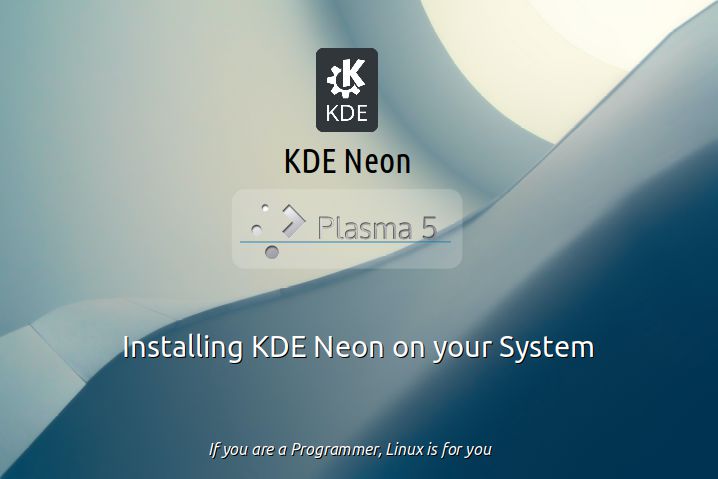 KDE
KDE Neon
Plasma 5
Installing KDE Neon on your System
If you are a Programmer, Linux is for you